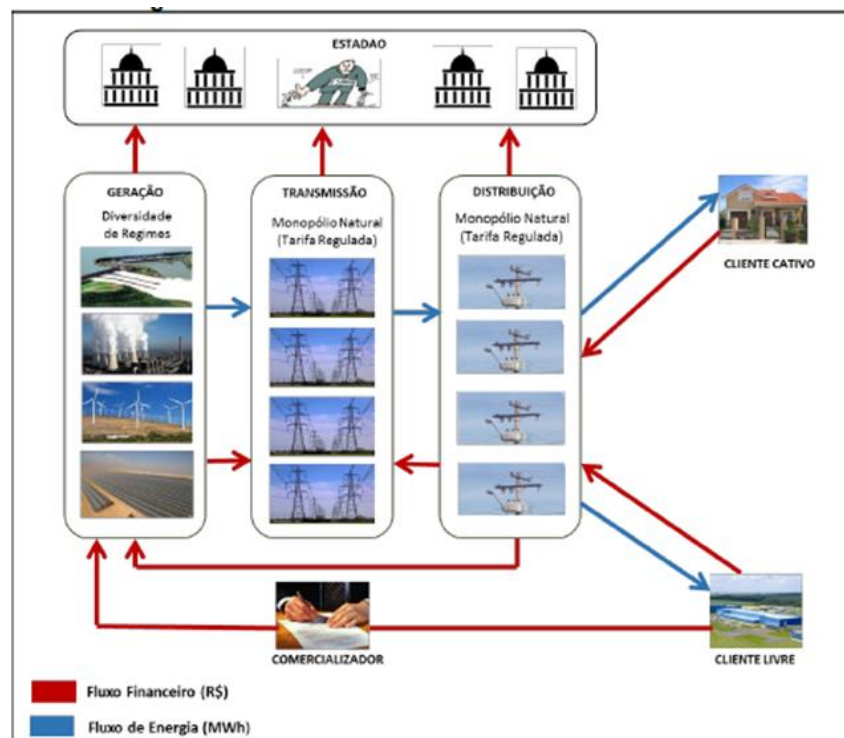 ESTADAO
GERAÇÃO
Diversidade
de Regimes
TRANSMISSÃO
Monopólio Natural
(Tarifa Regulada)
DISTRIBUIÇÃO
Monopólio Natural
(Tarifa Regulada)
CLIENTE CATIVO
COMERCIALIZADOR
CLIENTE LIVRE
Fluxo Financeiro (R$)
Fluxo de Energia (MWh)